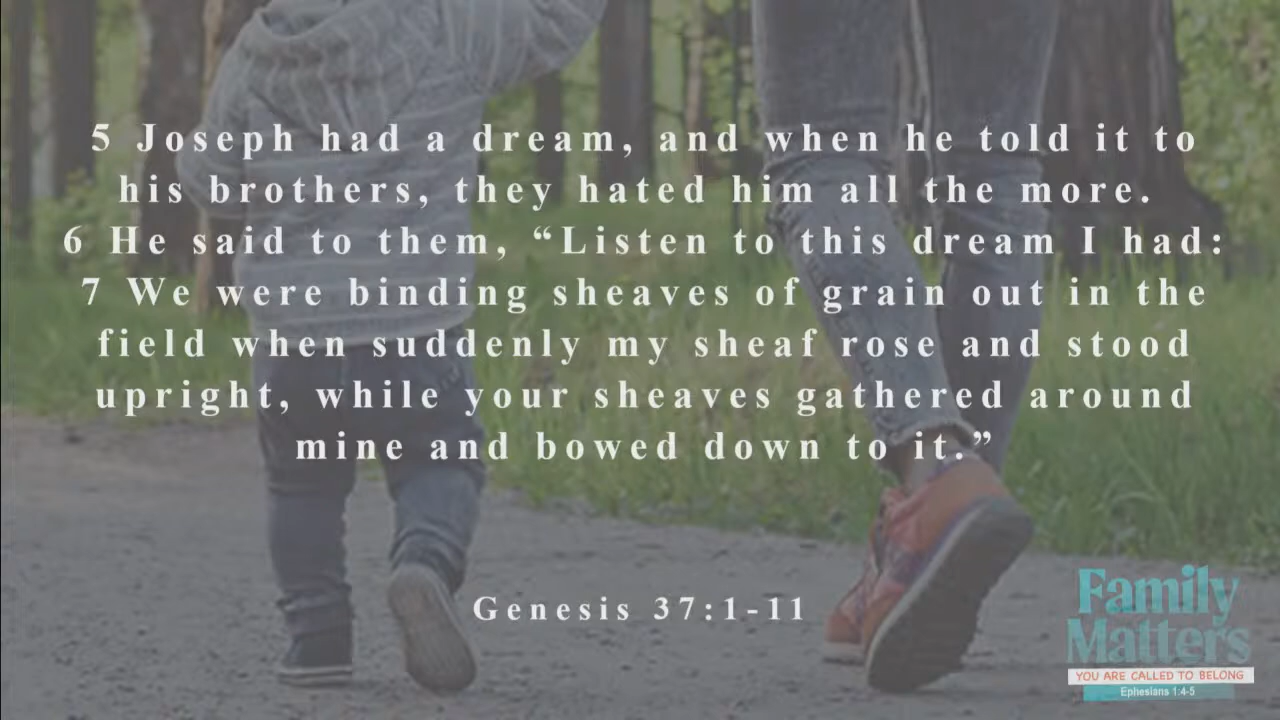 5 Joseph had a dream, and when he told it to
his brothers, they hated him all the more.
6 He said to them, “Listen to this dream I had:
7 We were binding sheaves of grain out in the
field when suddenly my sheaf rose and stood
upright, while your sheaves gathered around
mine and bowed down to it.”
Genesis 37:1-11
Family
Matters
YOU ARE CALLED TO BELONG
Ephesians 1:4-5